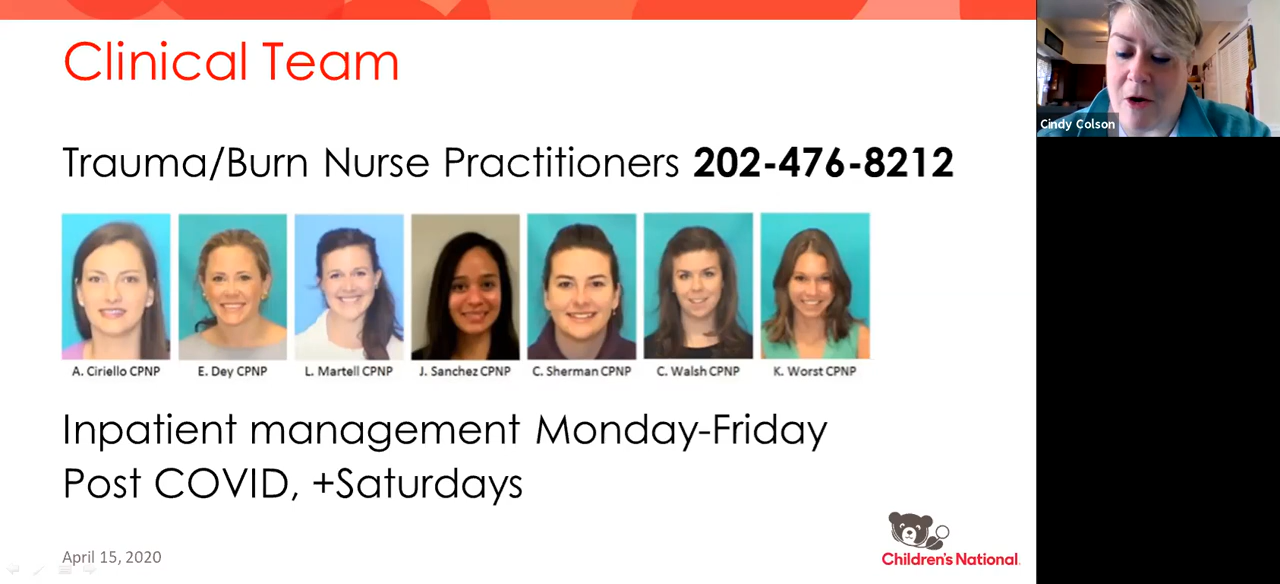 Clinical Team
Cindy Colson
Trauma/Burn Nurse Practitioners 202-476-8212
A. Ciriello CPNP
E. Dey CPNP
L. Martell CPNP
J. Sanchez CPNP
C. Sherman CPNP
C. Walsh CPNP
K. Worst CPNP
Inpatient management Monday-Friday
Post COVID, +Saturdays
April 15, 2020
Children's National